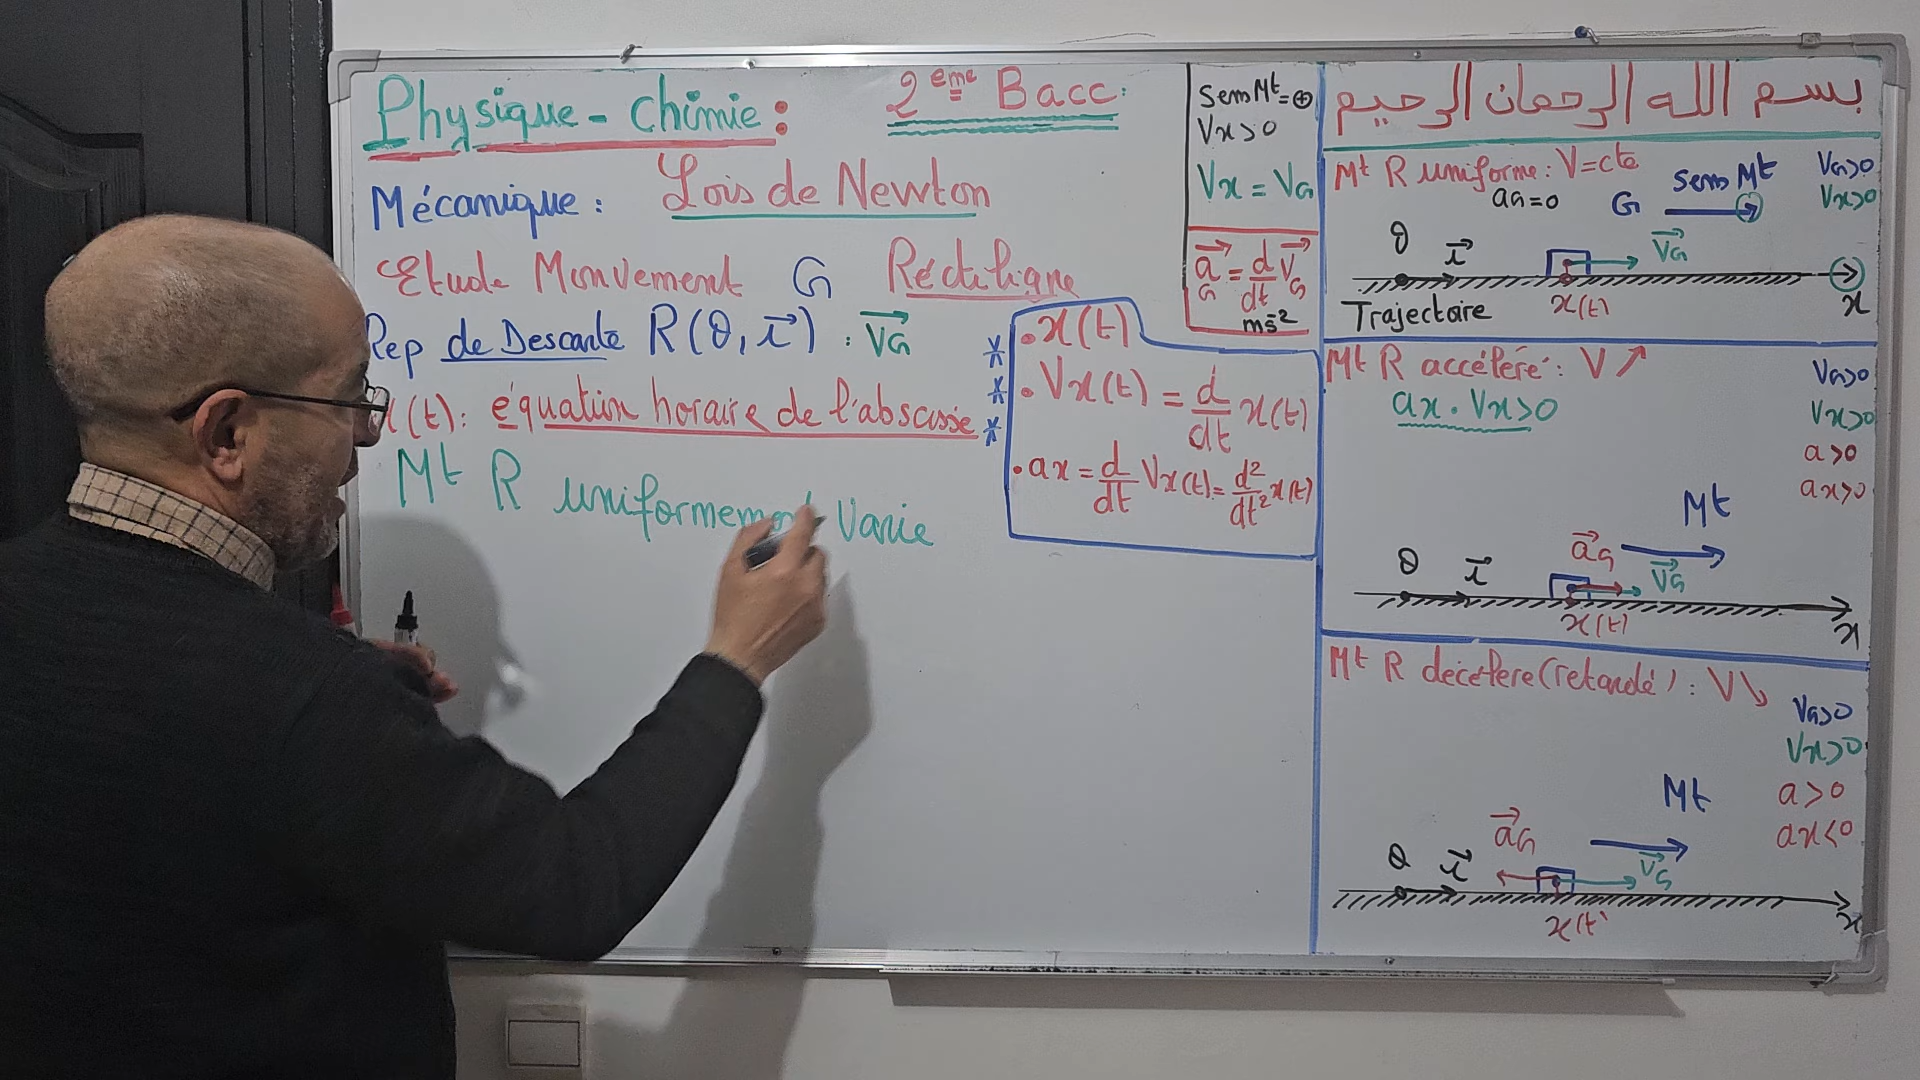 Physique - chimie :
2ème Bacc :
Mécanique : Lois de Newton
Etude Mouvement G Réctiligne
Rep de Descarte R(O, i) : VG
x(t) : équation horaire de l'abscisse
Mt R uniformement Varie
• x(t)
• Vx(t) = d/dt x(t)
• ax = d/dt Vx(t) = d²/dt² x(t)
Sens Mt = ⊕
Vx > 0
Vx = VG
aG = d/dt VG
ms⁻²
بسم الله الرحمان الرحيم
Mt R uniforme : V = cte
aG = 0
G
Sens Mt
VG > 0
Vx > 0
O i VG
Trajectoire x(t) x
Mt R accéléré : V ↗
ax . Vx > 0
VG > 0
Vx > 0
a > 0
ax > 0
Mt
aG
O i VG
x(t) x
Mt R décéléré (retardé) : V ↘
VG > 0
Vx > 0
a > 0
ax < 0
Mt
aG
O i VG
x(t) x